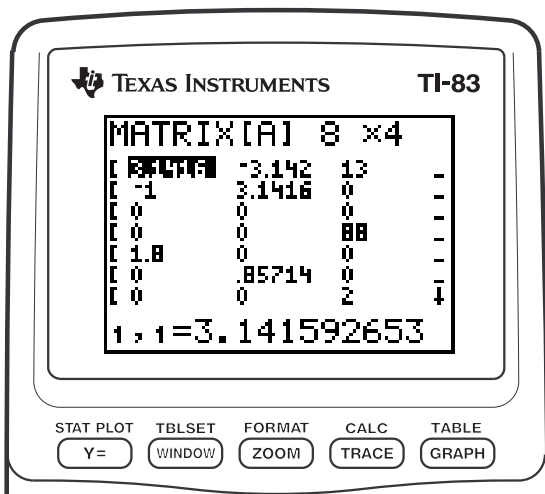 TEXAS INSTRUMENTS TI-83
MATRIX[A] 8 ×4
[ 3.1416 -3.142 13 _
[ -1 3.1416 0 _
[ 0 0 0 _
[ 0 0 88 _
[ 1.8 0 0 _
[ 0 .85714 0 _
[ 0 0 2 ↓
1,1=3.141592653
STAT PLOT TBLSET FORMAT CALC TABLE
Y= WINDOW ZOOM TRACE GRAPH